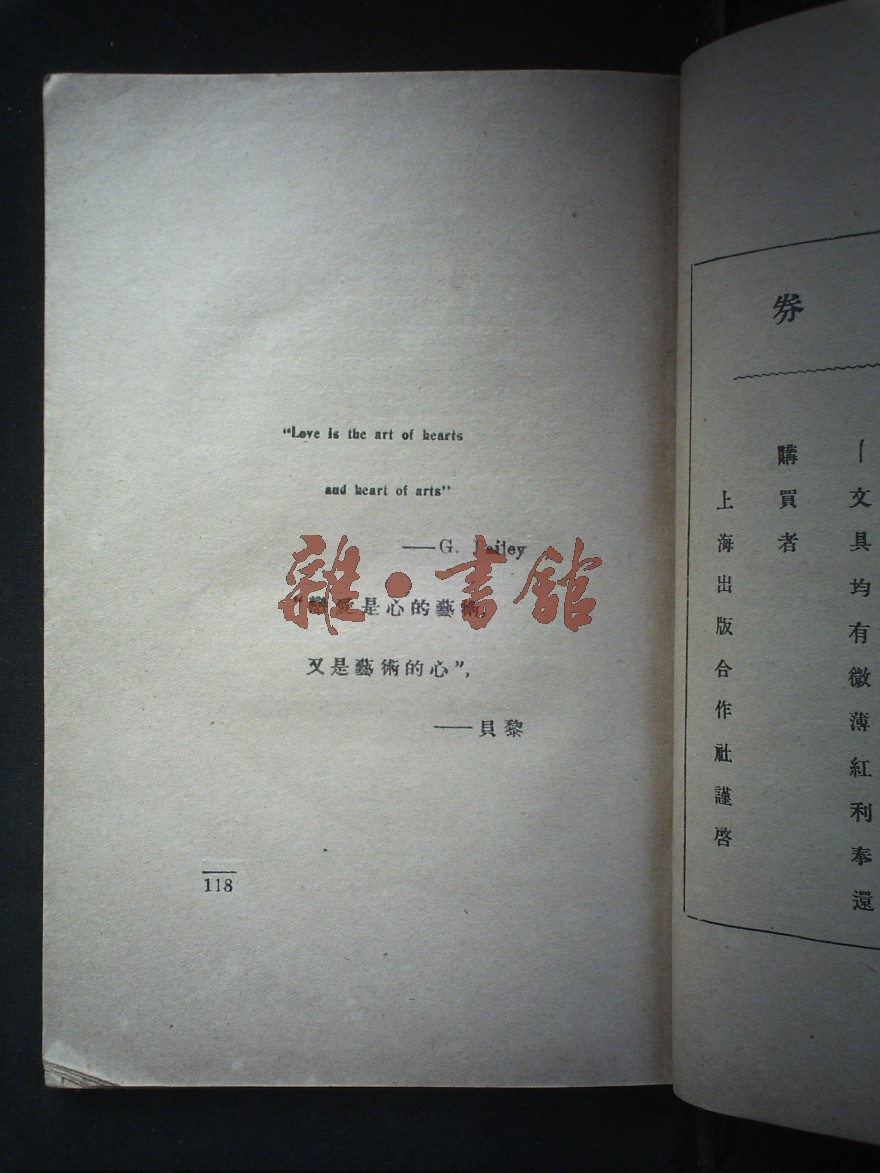 “Love is the art of hearts
and heart of arts”
——G. Bailey
“戀愛是心的藝術,
又是藝術的心”,
——貝黎
118
雜·書館
券
文具均有微薄紅利奉還
購買者
上海出版合作社謹啓